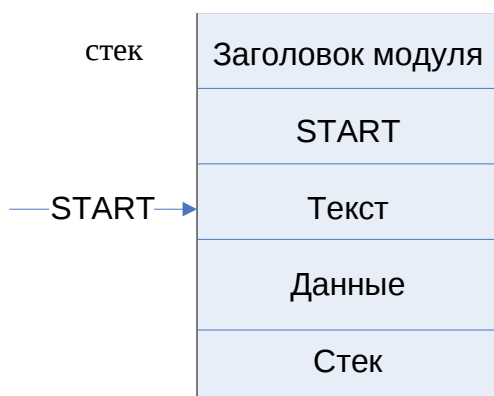 стек
Заголовок модуля
START
START
Текст
Данные
Стек